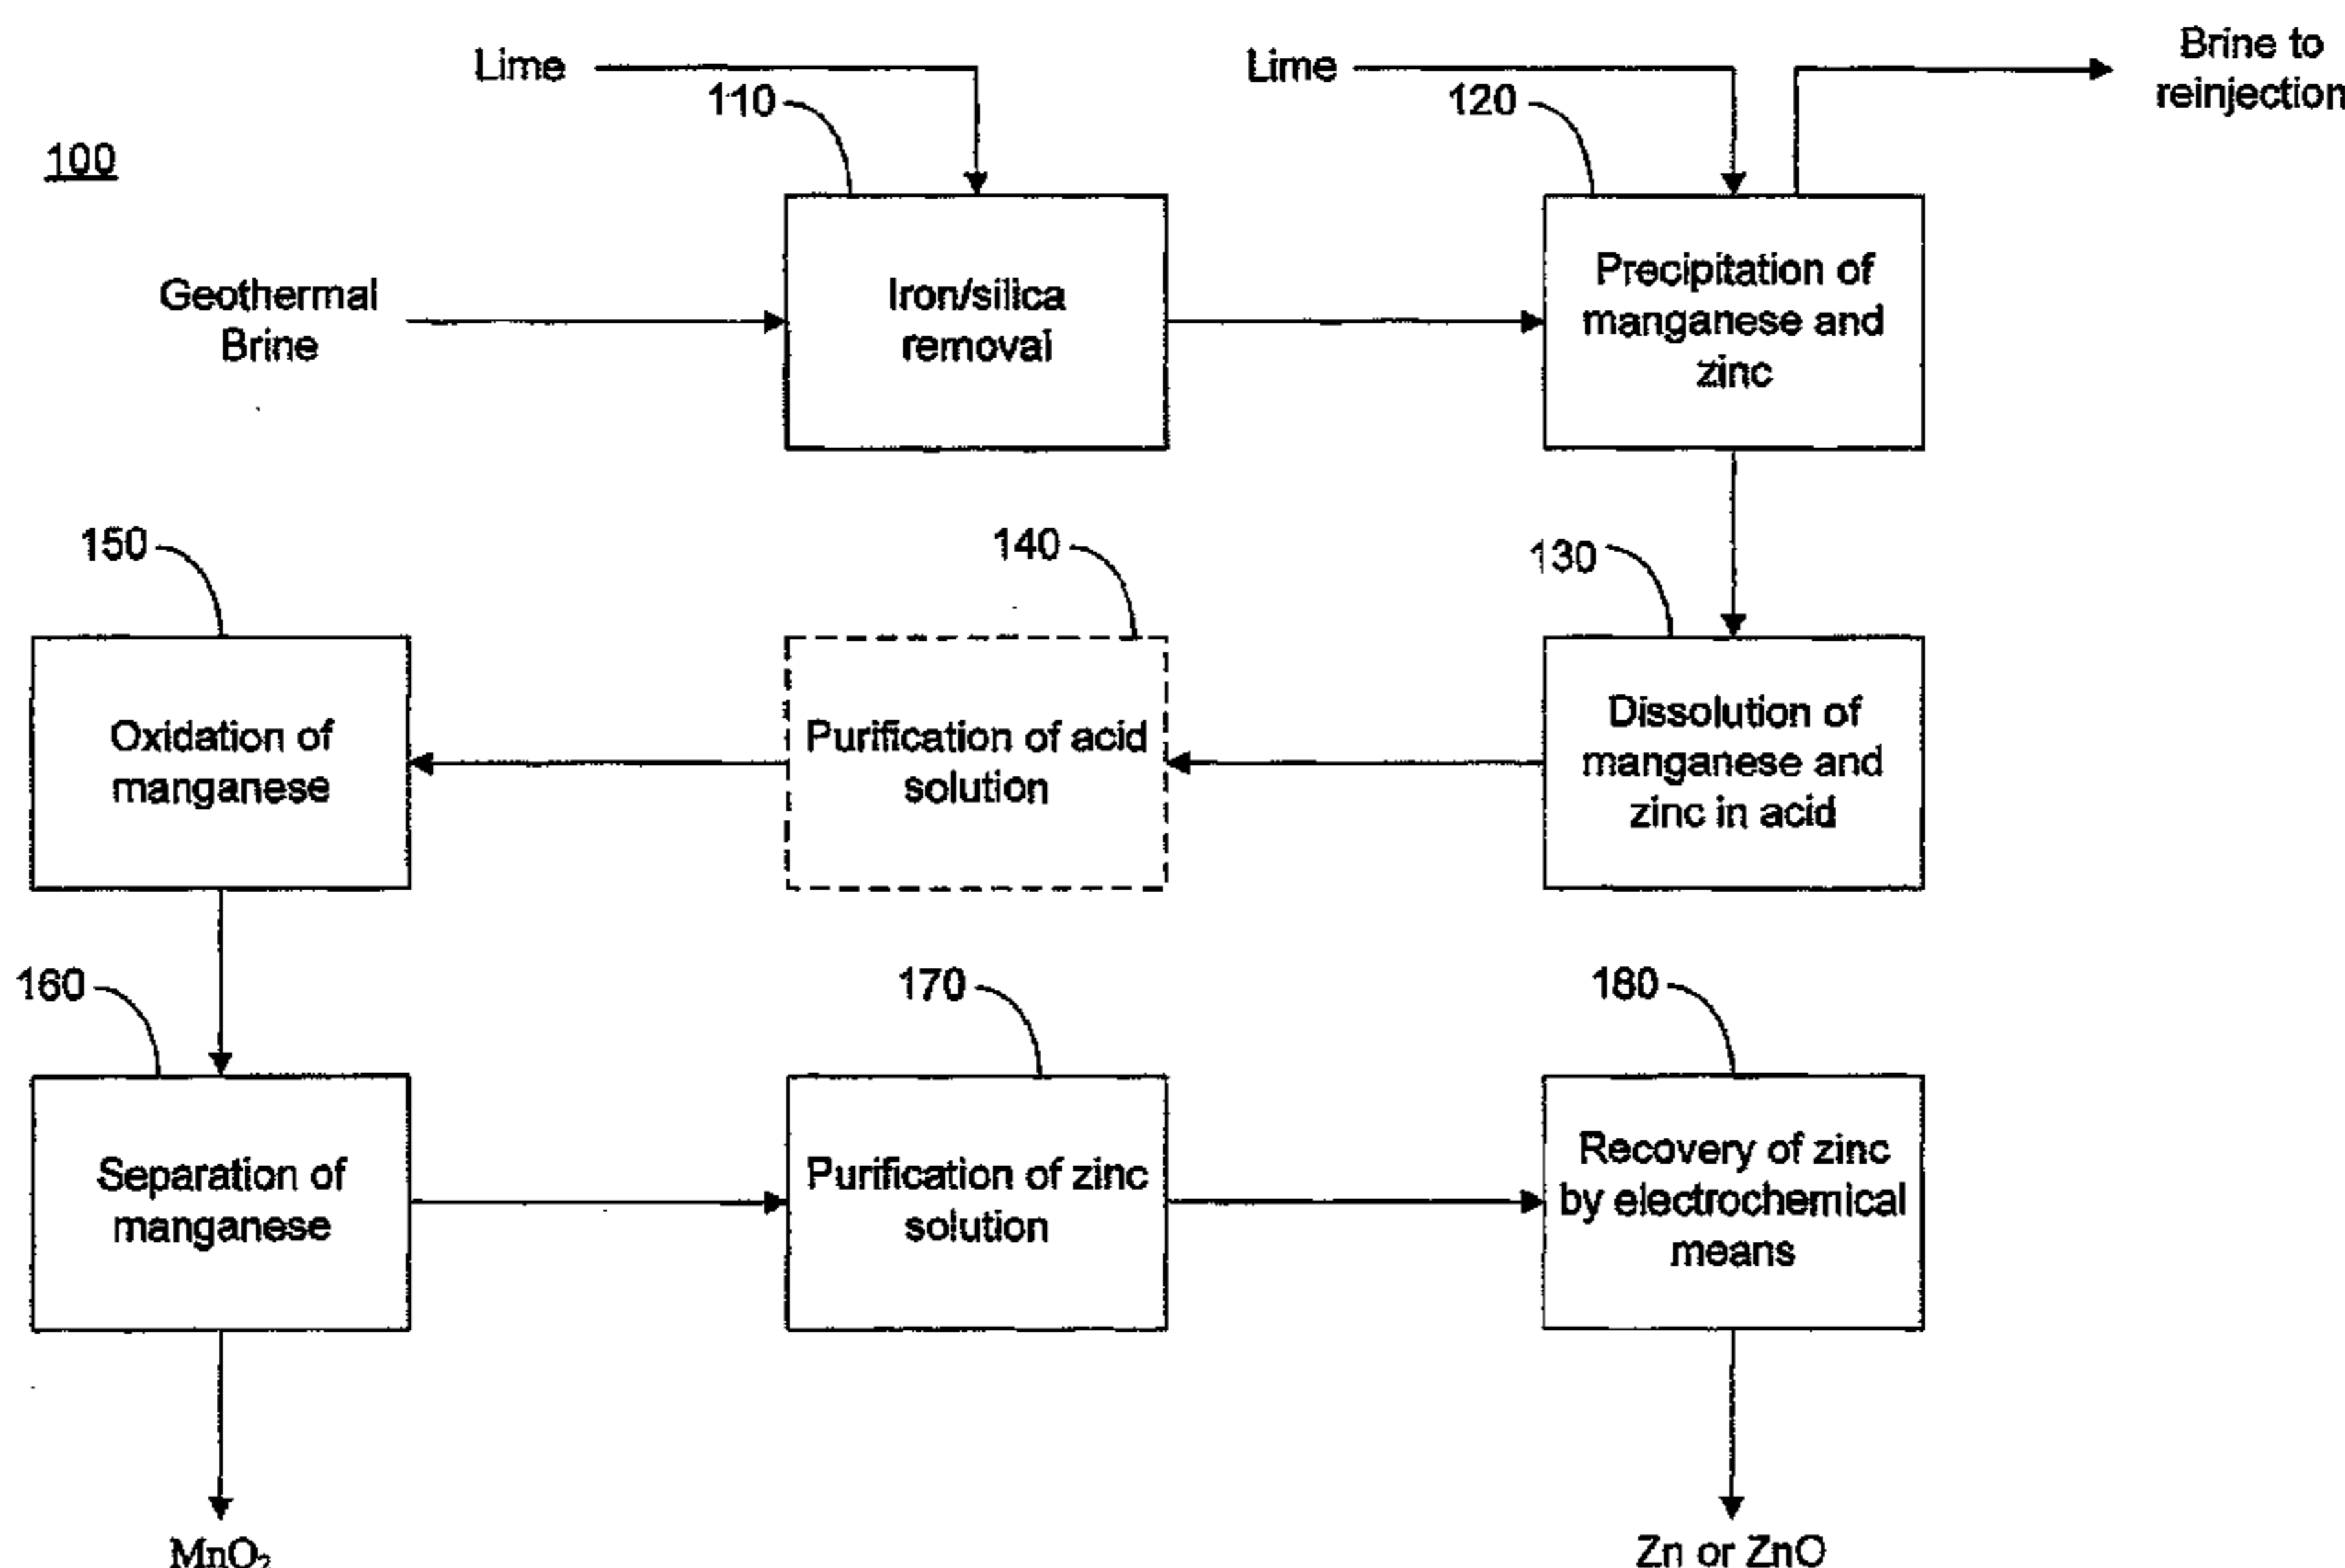 Lime
Lime
Brine to
reinjection
110
120
100
Geothermal
Brine
Iron/silica
removal
Precipitation of
manganese and
zinc
150
140
130
Oxidation of
manganese
Purification of acid
solution
Dissolution of
manganese and
zinc in acid
160
170
180
Separation of
manganese
Purification of zinc
solution
Recovery of zinc
by electrochemical
means
MnO₂
Zn or ZnO